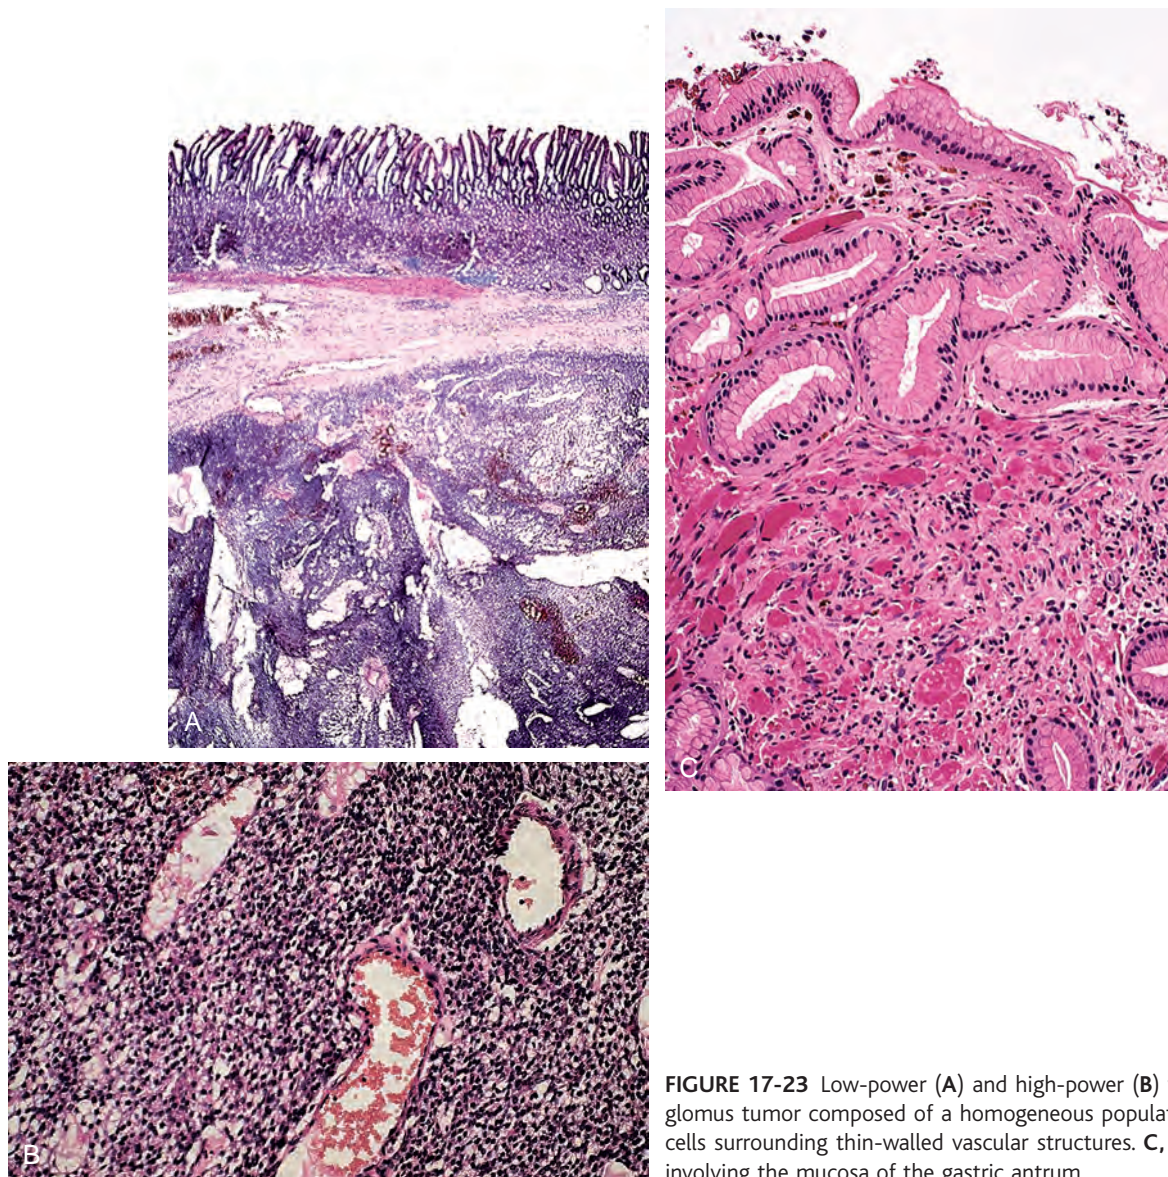 A
B
C
FIGURE 17-23 Low-power (A) and high-power (B)
glomus tumor composed of a homogeneous
cells surrounding thin-walled vascular structures. C,
involving the mucosa of the gastric antrum.